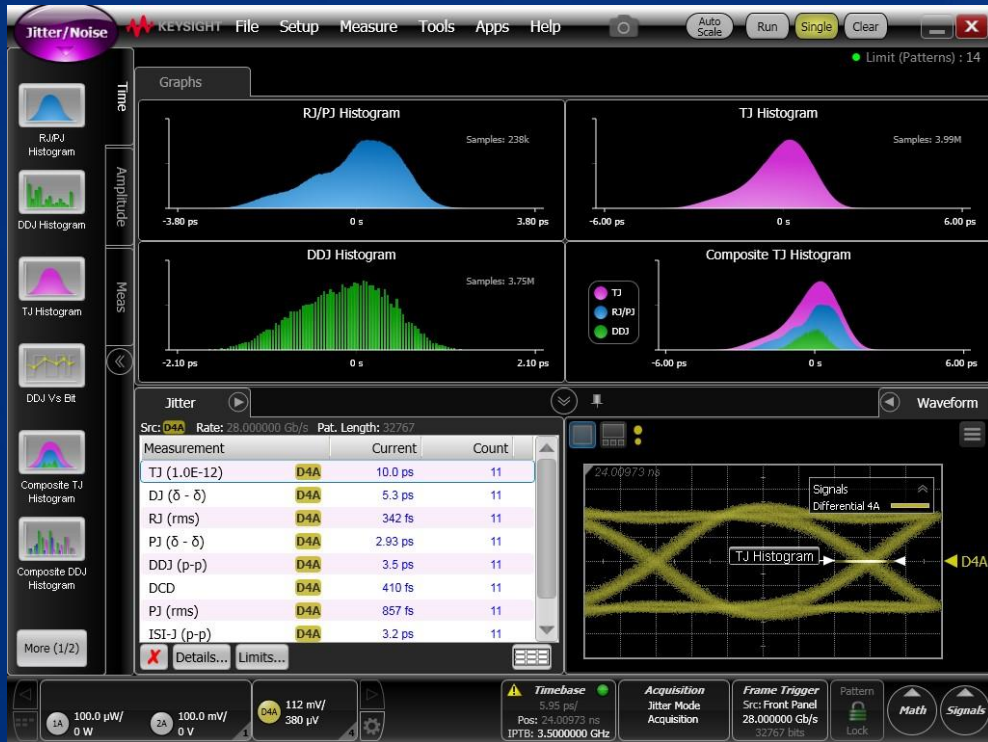 Jitter/Noise
KEYSIGHT File Setup Measure Tools Apps Help
Auto Scale
Run
Single
Clear
Limit (Patterns) : 14
RJ/PJ
Histogram
DDJ Histogram
TJ Histogram
DDJ Vs Bit
Composite TJ
Histogram
Composite DDJ
Histogram
More (1/2)
Time
Amplitude
Meas
Graphs
RJ/PJ Histogram
Samples: 238k
-3.80 ps 0 s 3.80 ps
TJ Histogram
Samples: 3.99M
-6.00 ps 0 s 6.00 ps
DDJ Histogram
Samples: 3.75M
-2.10 ps 0 s 2.10 ps
Composite TJ Histogram
TJ
RJ/PJ
DDJ
-6.00 ps 0 s 6.00 ps
Jitter
Src: D4A Rate: 28.000000 Gb/s Pat. Length: 32767
Measurement Current Count
TJ (1.0E-12) D4A 10.0 ps 11
DJ (δ - δ) D4A 5.3 ps 11
RJ (rms) D4A 342 fs 11
PJ (δ - δ) D4A 2.93 ps 11
DDJ (p-p) D4A 3.5 ps 11
DCD D4A 410 fs 11
PJ (rms) D4A 857 fs 11
ISI-J (p-p) D4A 3.2 ps 11
Details... Limits...
Waveform
24.00973 ns
Signals
Differential 4A
TJ Histogram
D4A
1A 100.0 µW/
0 W
2A 100.0 mV/
0 V
1
D4A 112 mV/
380 µV
4
Timebase
5.95 ps/
Pos: 24.00973 ns
IPTB: 3.5000000 GHz
Acquisition
Jitter Mode
Acquisition
Frame Trigger
Src: Front Panel
28.000000 Gb/s
32767 bits
Pattern
Lock
Math
Signals